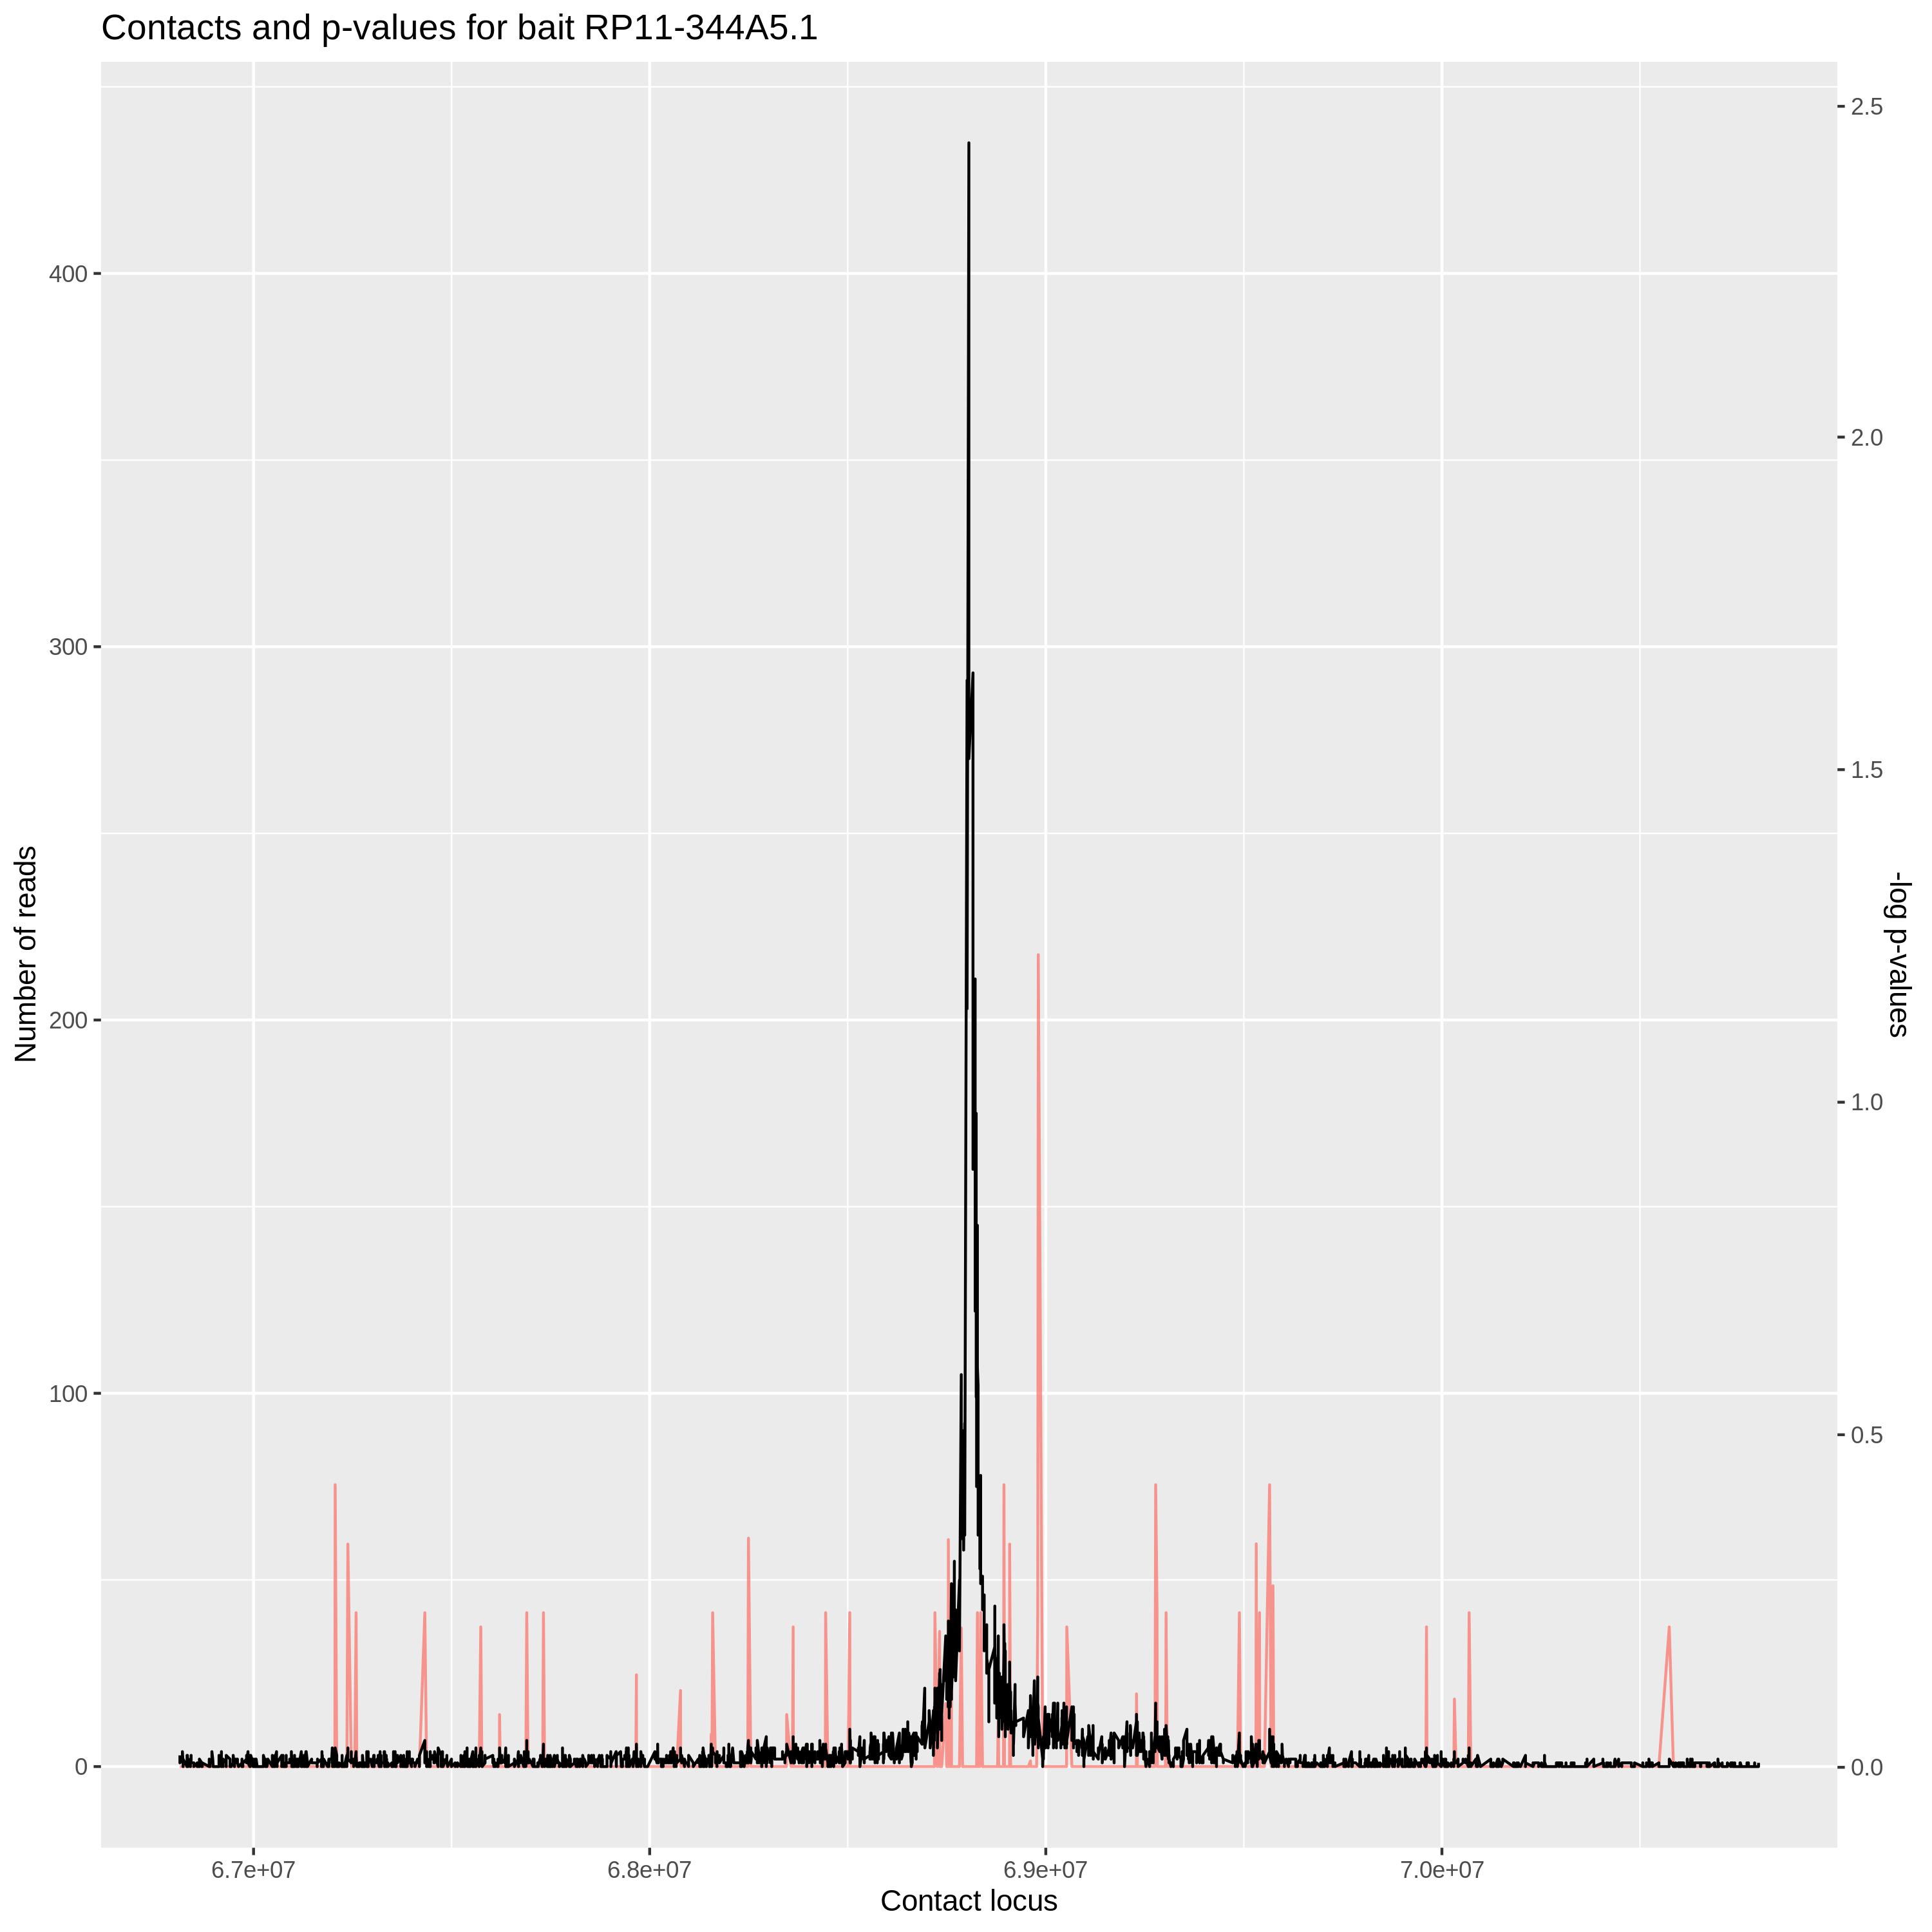 Contacts and p-values for bait RP11-344A5.1
Number of reads
400
300
200
100
0
2.5
2.0
1.5
1.0
0.5
0.0
-log p-values
6.7e+07
6.8e+07
6.9e+07
7.0e+07
Contact locus